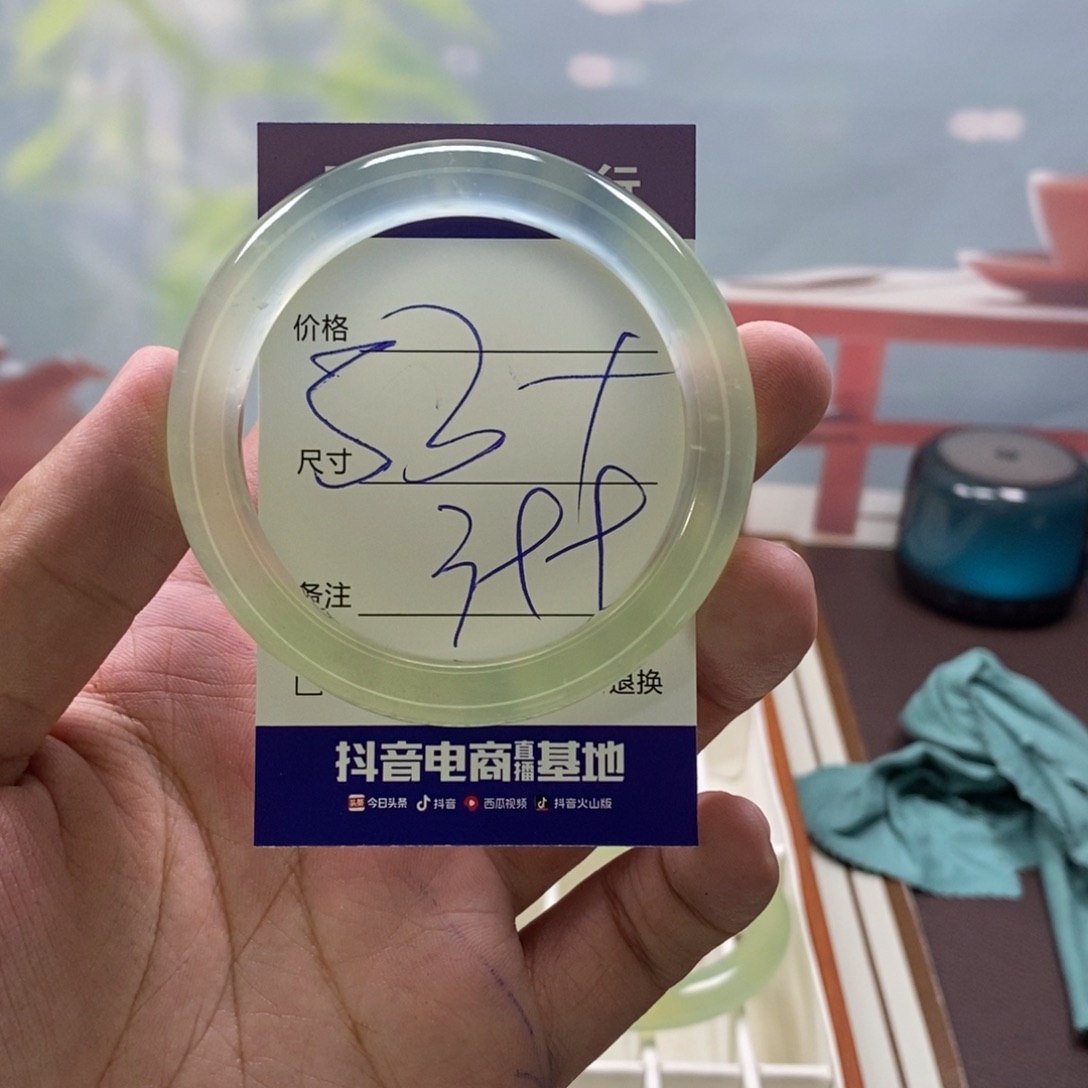 行
价格
53
尺寸
备注
退换
抖音电商直播基地
今日头条 抖音 西瓜视频 抖音火山版